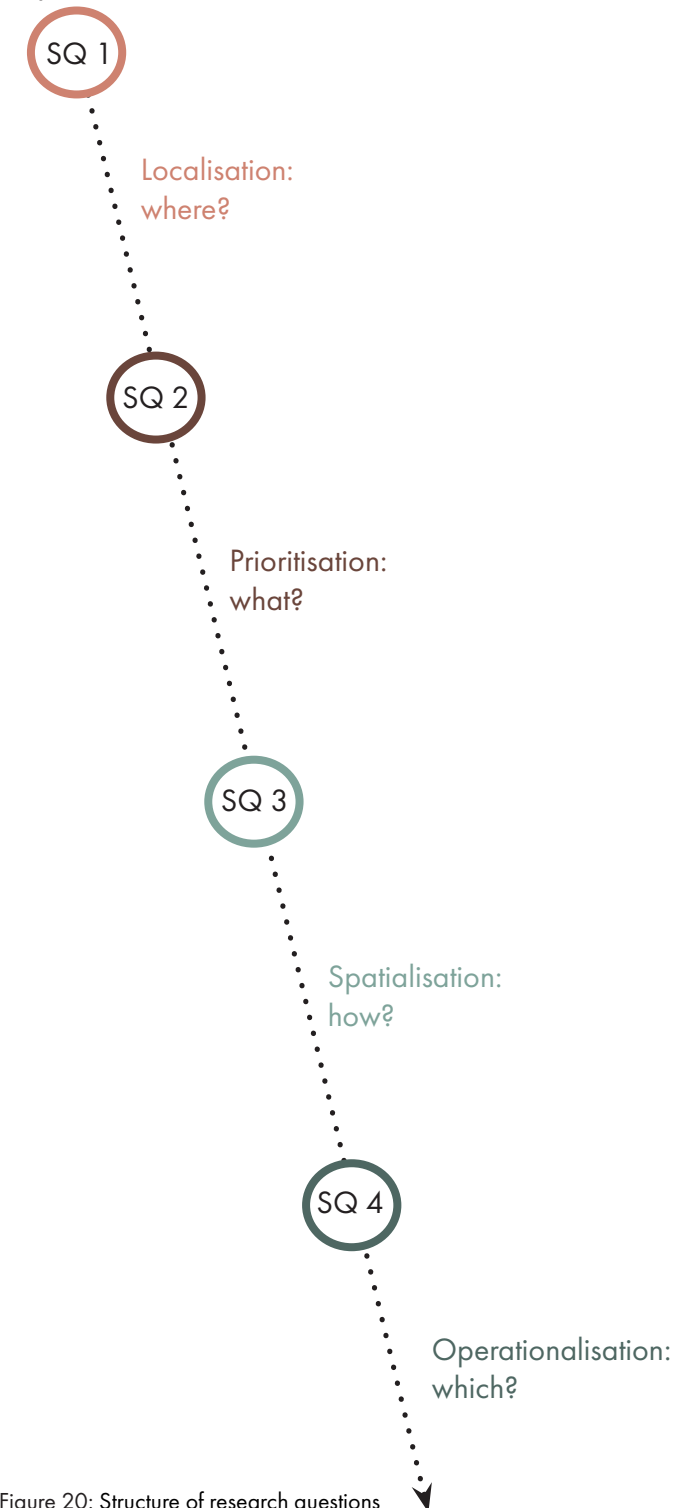 SQ 1
Localisation:
where?
SQ 2
Prioritisation:
what?
SQ 3
Spatialisation:
how?
SQ 4
Operationalisation:
which?
Figure 20: Structure of research questions